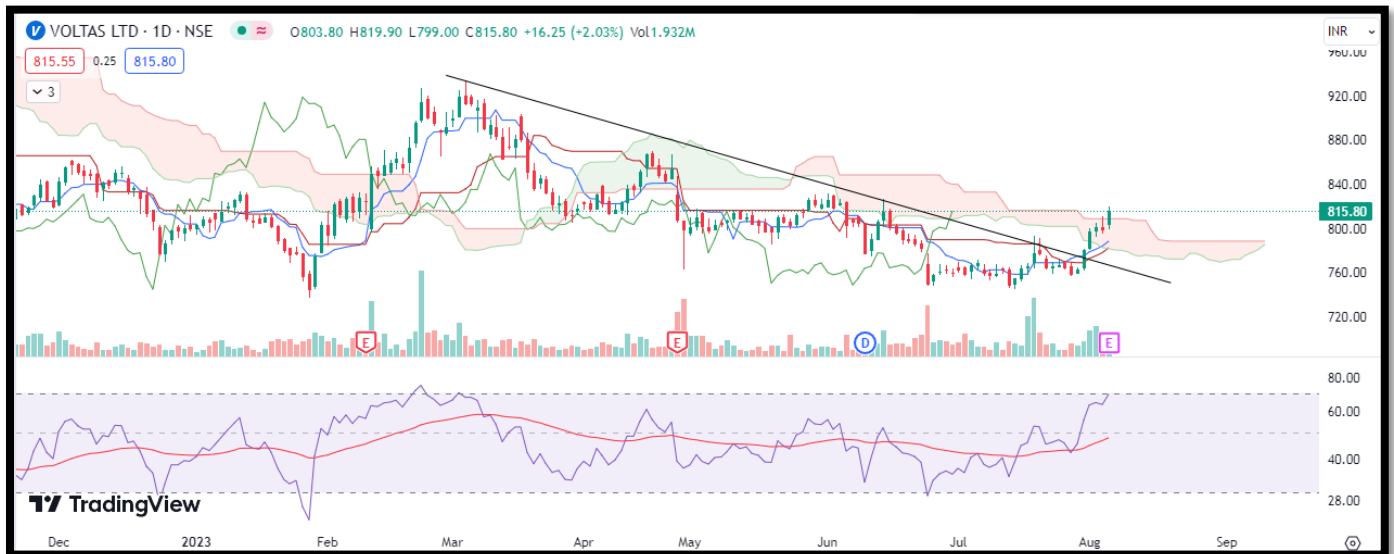 VOLTAS LTD · 1D · NSE O803.80 H819.90 L799.00 C815.80 +16.25 (+2.03%) Vol1.932M
INR
815.55 0.25 815.80
3
960.00
920.00
880.00
840.00
815.80
800.00
760.00
720.00
E E D E
80.00
60.00
40.00
28.00
TradingView
Dec 2023 Feb Mar Apr May Jun Jul Aug Sep